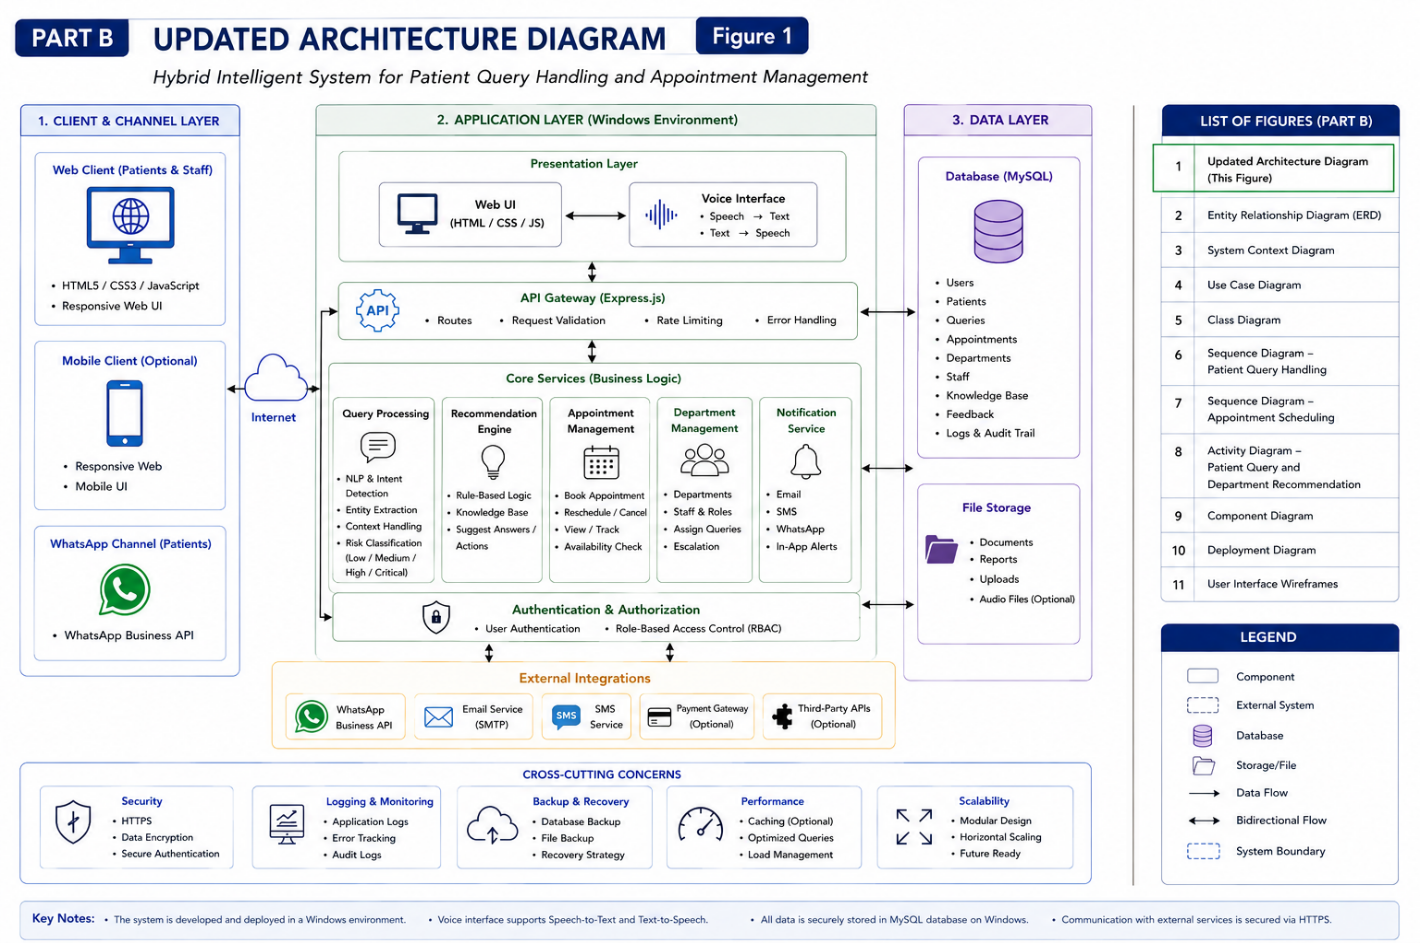 PART B
UPDATED ARCHITECTURE DIAGRAM
Figure 1
Hybrid Intelligent System for Patient Query Handling and Appointment Management
1. CLIENT & CHANNEL LAYER
Web Client (Patients & Staff)
• HTML5 / CSS3 / JavaScript
• Responsive Web UI
Mobile Client (Optional)
• Responsive Web
• Mobile UI
WhatsApp Channel (Patients)
• WhatsApp Business API
Internet
2. APPLICATION LAYER (Windows Environment)
Presentation Layer
Web UI
(HTML / CSS / JS)
Voice Interface
• Speech → Text
• Text → Speech
API Gateway (Express.js)
API
• Routes
• Request Validation
• Rate Limiting
• Error Handling
Core Services (Business Logic)
Query Processing
• NLP & Intent
Detection
• Entity Extraction
• Context Handling
• Risk Classification
(Low / Medium /
High / Critical)
Recommendation
Engine
• Rule-Based Logic
• Knowledge Base
• Suggest Answers /
Actions
Appointment
Management
• Book Appointment
• Reschedule / Cancel
• View / Track
• Availability Check
Department
Management
• Departments
• Staff & Roles
• Assign Queries
• Escalation
Notification
Service
• Email
• SMS
• WhatsApp
• In-App Alerts
Authentication & Authorization
• User Authentication
• Role-Based Access Control (RBAC)
External Integrations
WhatsApp
Business API
Email Service
(SMTP)
SMS
SMS
Service
Payment Gateway
(Optional)
Third-Party APIs
(Optional)
3. DATA LAYER
Database (MySQL)
• Users
• Patients
• Queries
• Appointments
• Departments
• Staff
• Knowledge Base
• Feedback
• Logs & Audit Trail
File Storage
• Documents
• Reports
• Uploads
• Audio Files (Optional)
CROSS-CUTTING CONCERNS
Security
• HTTPS
• Data Encryption
• Secure Authentication
Logging & Monitoring
• Application Logs
• Error Tracking
• Audit Logs
Backup & Recovery
• Database Backup
• File Backup
• Recovery Strategy
Performance
• Caching (Optional)
• Optimized Queries
• Load Management
Scalability
• Modular Design
• Horizontal Scaling
• Future Ready
LIST OF FIGURES (PART B)
1 Updated Architecture Diagram
(This Figure)
2 Entity Relationship Diagram (ERD)
3 System Context Diagram
4 Use Case Diagram
5 Class Diagram
6 Sequence Diagram –
Patient Query Handling
7 Sequence Diagram –
Appointment Scheduling
8 Activity Diagram –
Patient Query and
Department Recommendation
9 Component Diagram
10 Deployment Diagram
11 User Interface Wireframes
LEGEND
Component
External System
Database
Storage/File
Data Flow
Bidirectional Flow
System Boundary
Key Notes: • The system is developed and deployed in a Windows environment. • Voice interface supports Speech-to-Text and Text-to-Speech. • All data is securely stored in MySQL database on Windows. • Communication with external services is secured via HTTPS.